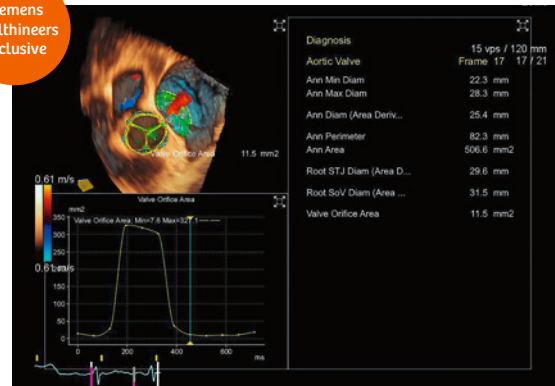 emens
lthineers
clusive
Valve Orifice Area 11.5 mm2
0.61 m/s
0.61 m/s
Valve Orifice Area
mm2
Valve Orifice Area: Min=7.6 Max=327.1
350
300
250
200
150
100
50
0
0 200 400 600 ms
Diagnosis
15 vps / 120 mm
Aortic Valve Frame 17 17 / 21
Ann Min Diam 22.3 mm
Ann Max Diam 28.3 mm
Ann Diam (Area Deriv... 25.4 mm
Ann Perimeter 82.3 mm
Ann Area 506.6 mm2
Root STJ Diam (Area D... 29.6 mm
Root SoV Diam (Area ... 31.5 mm
Valve Orifice Area 11.5 mm2